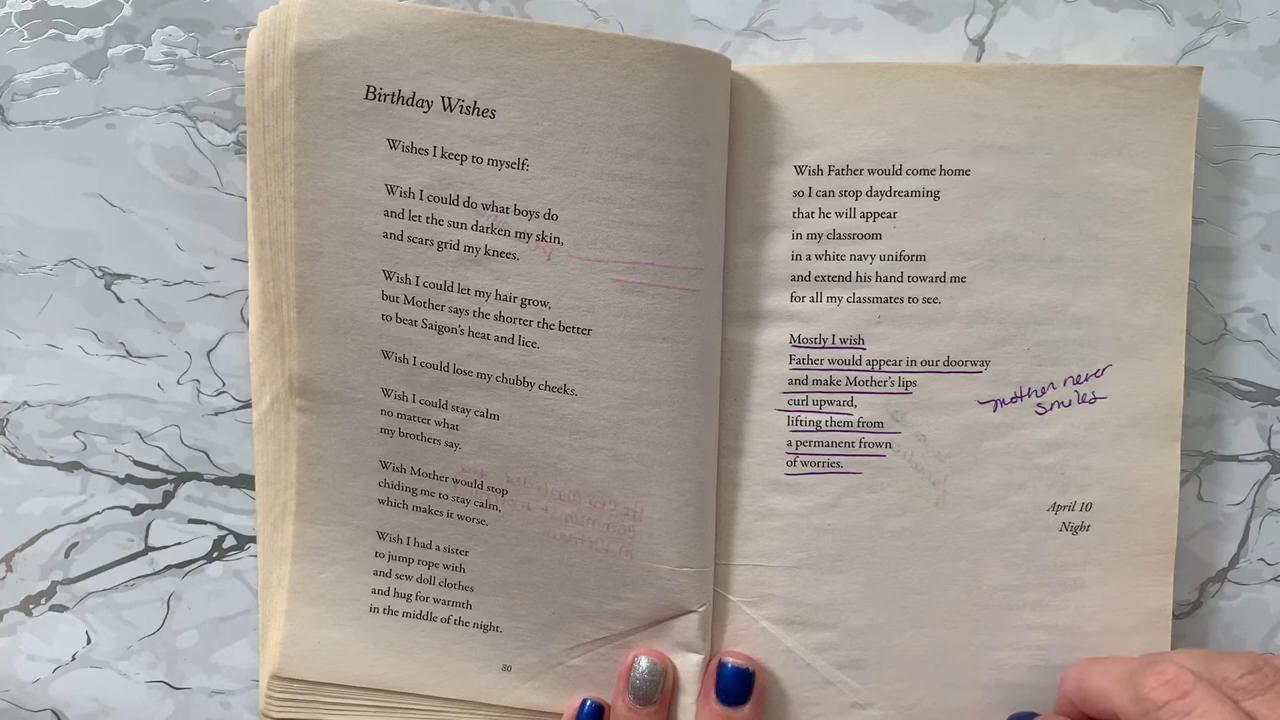 Birthday Wishes
Wishes I keep to myself:
Wish I could do what boys do
and let the sun darken my skin,
and scars grid my knees.
Wish I could let my hair grow,
but Mother says the shorter the better
to beat Saigon's heat and lice.
Wish I could lose my chubby cheeks.
Wish I could stay calm
no matter what
my brothers say.
Wish Mother would stop
chiding me to stay calm,
which makes it worse.
Wish I had a sister
to jump rope with
and sew doll clothes
and hug for warmth
in the middle of the night.
30
Wish Father would come home
so I can stop daydreaming
that he will appear
in my classroom
in a white navy uniform
and extend his hand toward me
for all my classmates to see.
Mostly I wish
Father would appear in our doorway
and make Mother's lips
curl upward,
lifting them from
a permanent frown
of worries.
mother never
smiles
April 10
Night